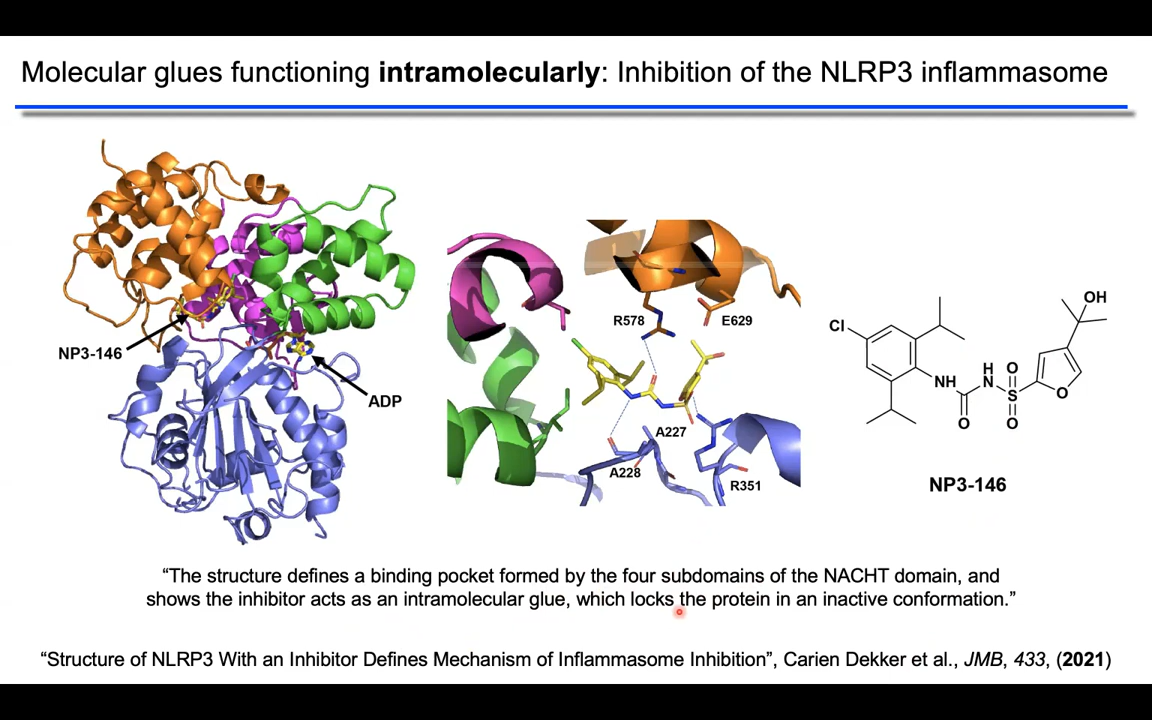 Molecular glues functioning intramolecularly: Inhibition of the NLRP3 inflammasome
NP3-146
ADP
R578
E629
A227
A228
R351
Cl
OH
NH
H
N
O
S
O
O
O
NP3-146
“The structure defines a binding pocket formed by the four subdomains of the NACHT domain, and
shows the inhibitor acts as an intramolecular glue, which locks the protein in an inactive conformation.”
“Structure of NLRP3 With an Inhibitor Defines Mechanism of Inflammasome Inhibition”, Carien Dekker et al., JMB, 433, (2021)